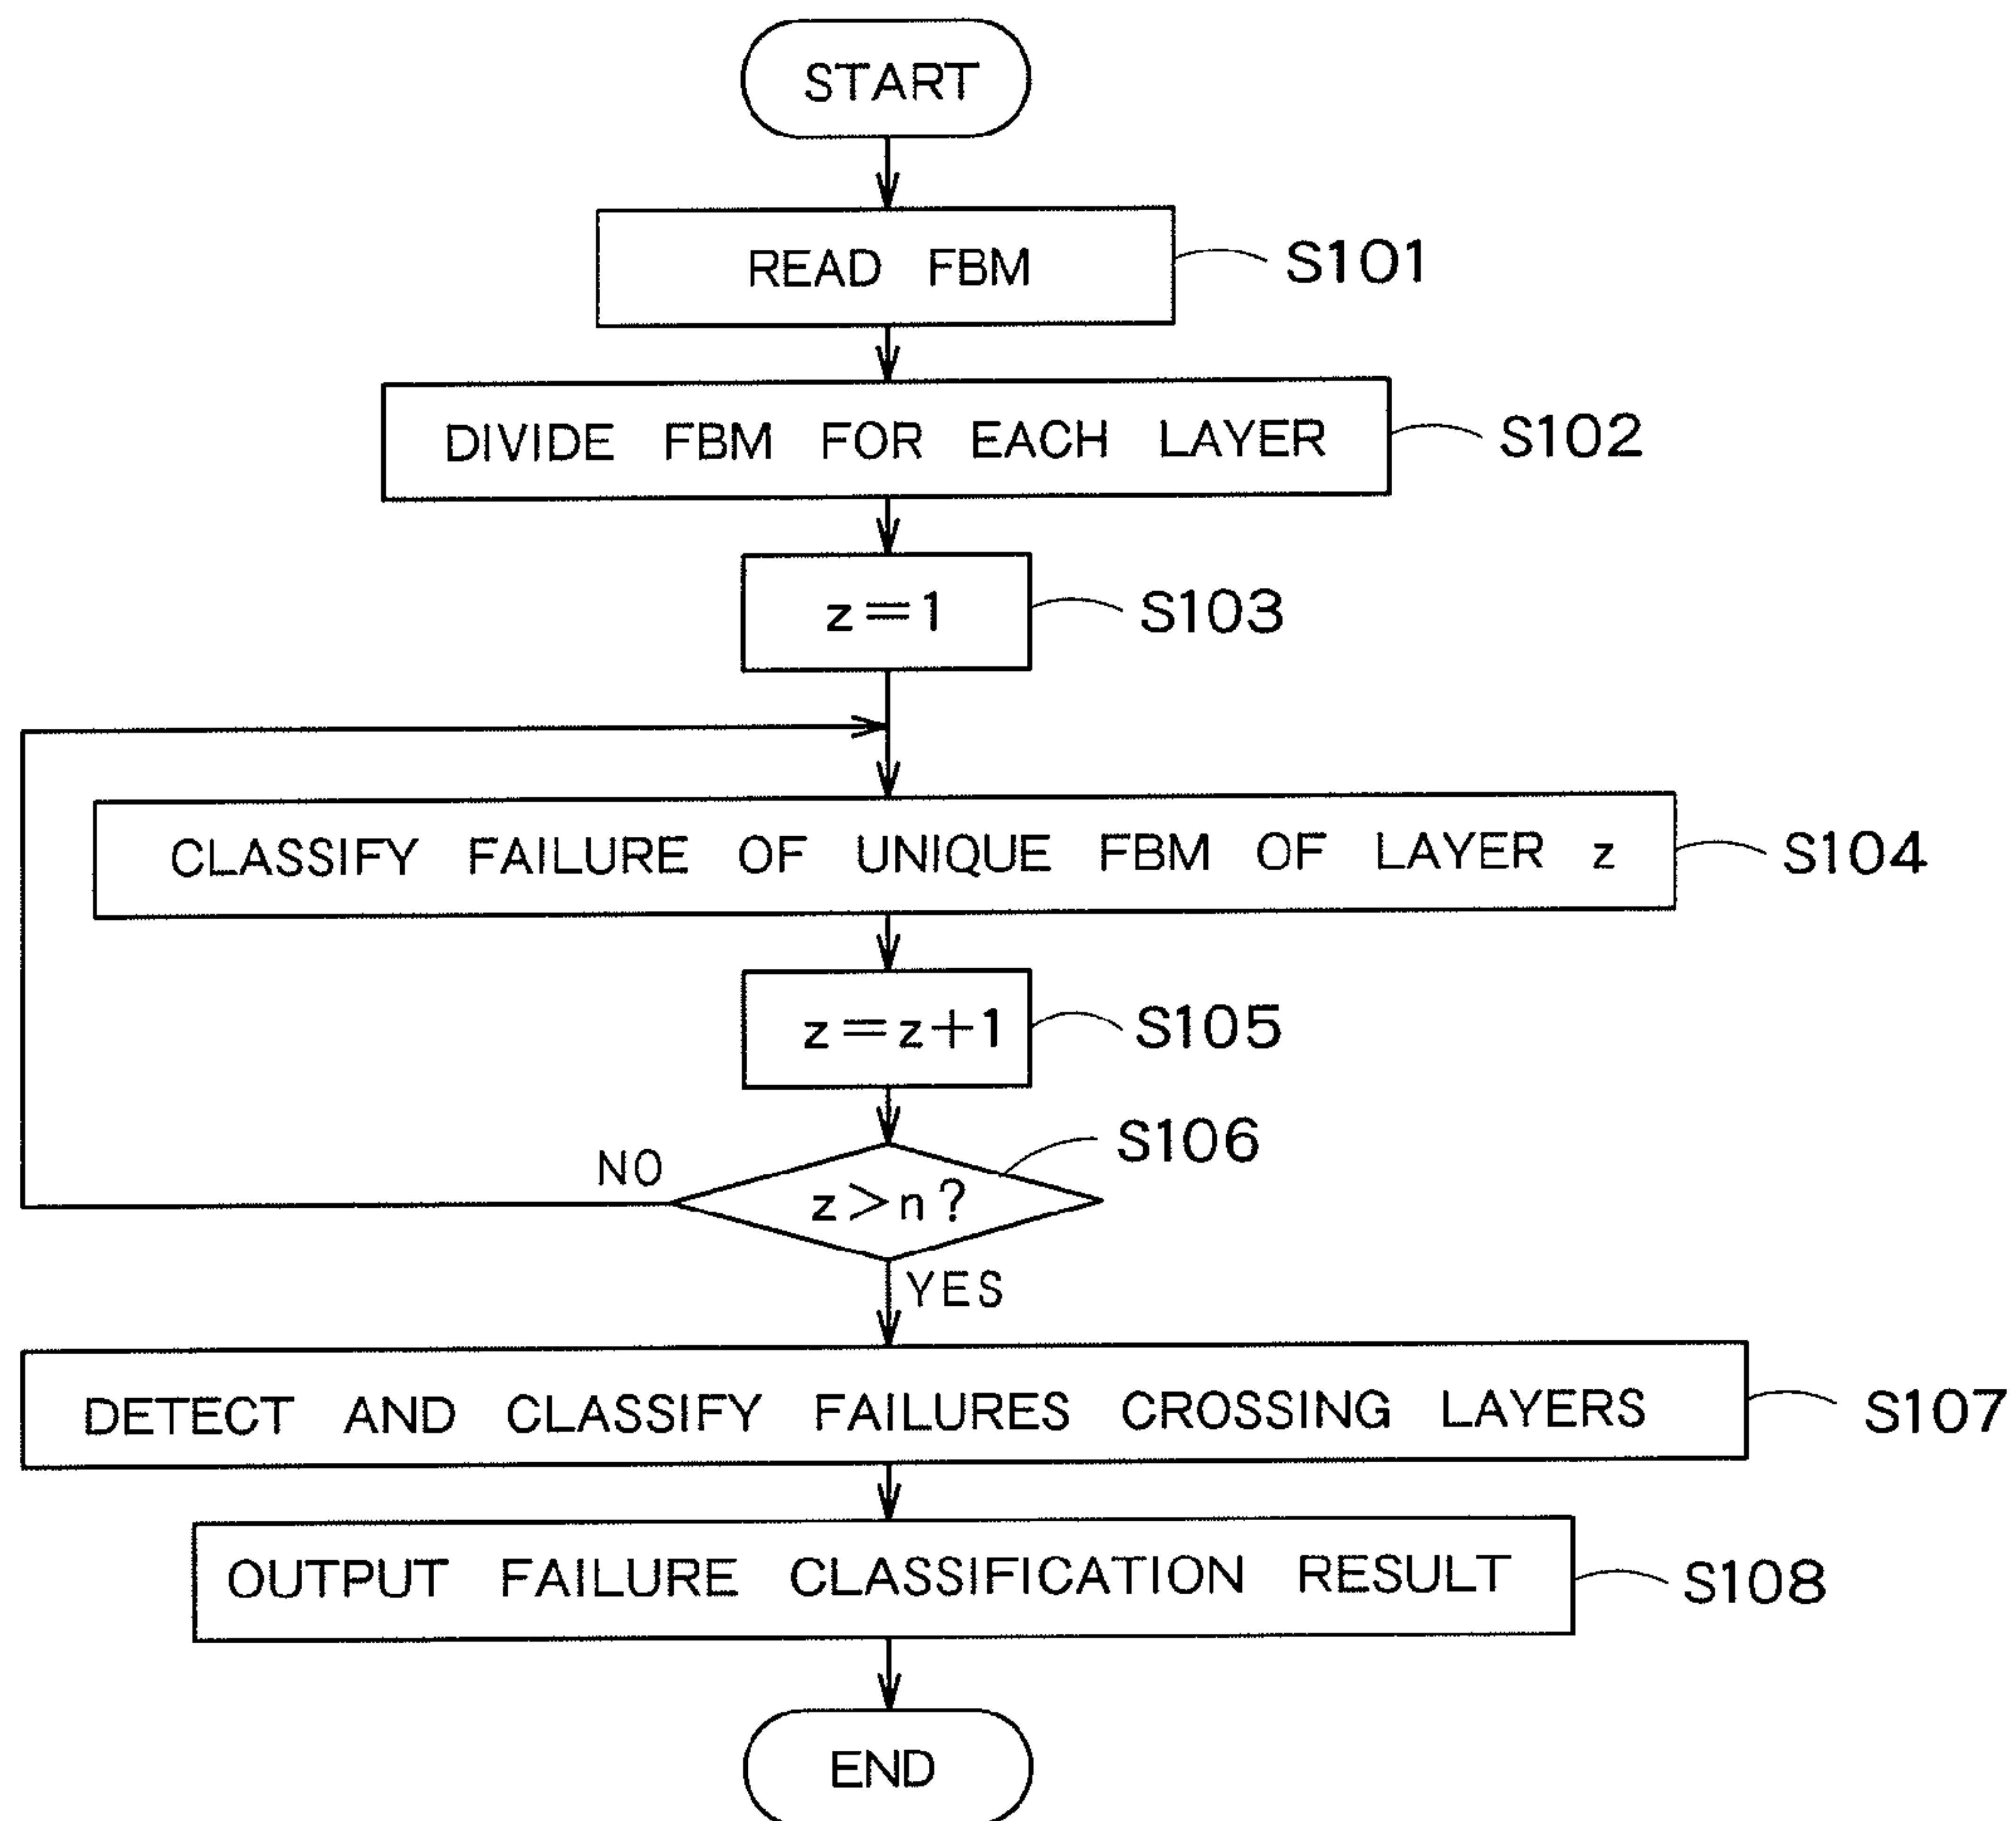 START
READ FBM
S101
DIVIDE FBM FOR EACH LAYER
S102
z=1
S103
CLASSIFY FAILURE OF UNIQUE FBM OF LAYER z
S104
z=z+1
S105
S106
NO
z>n?
YES
DETECT AND CLASSIFY FAILURES CROSSING LAYERS
S107
OUTPUT FAILURE CLASSIFICATION RESULT
S108
END